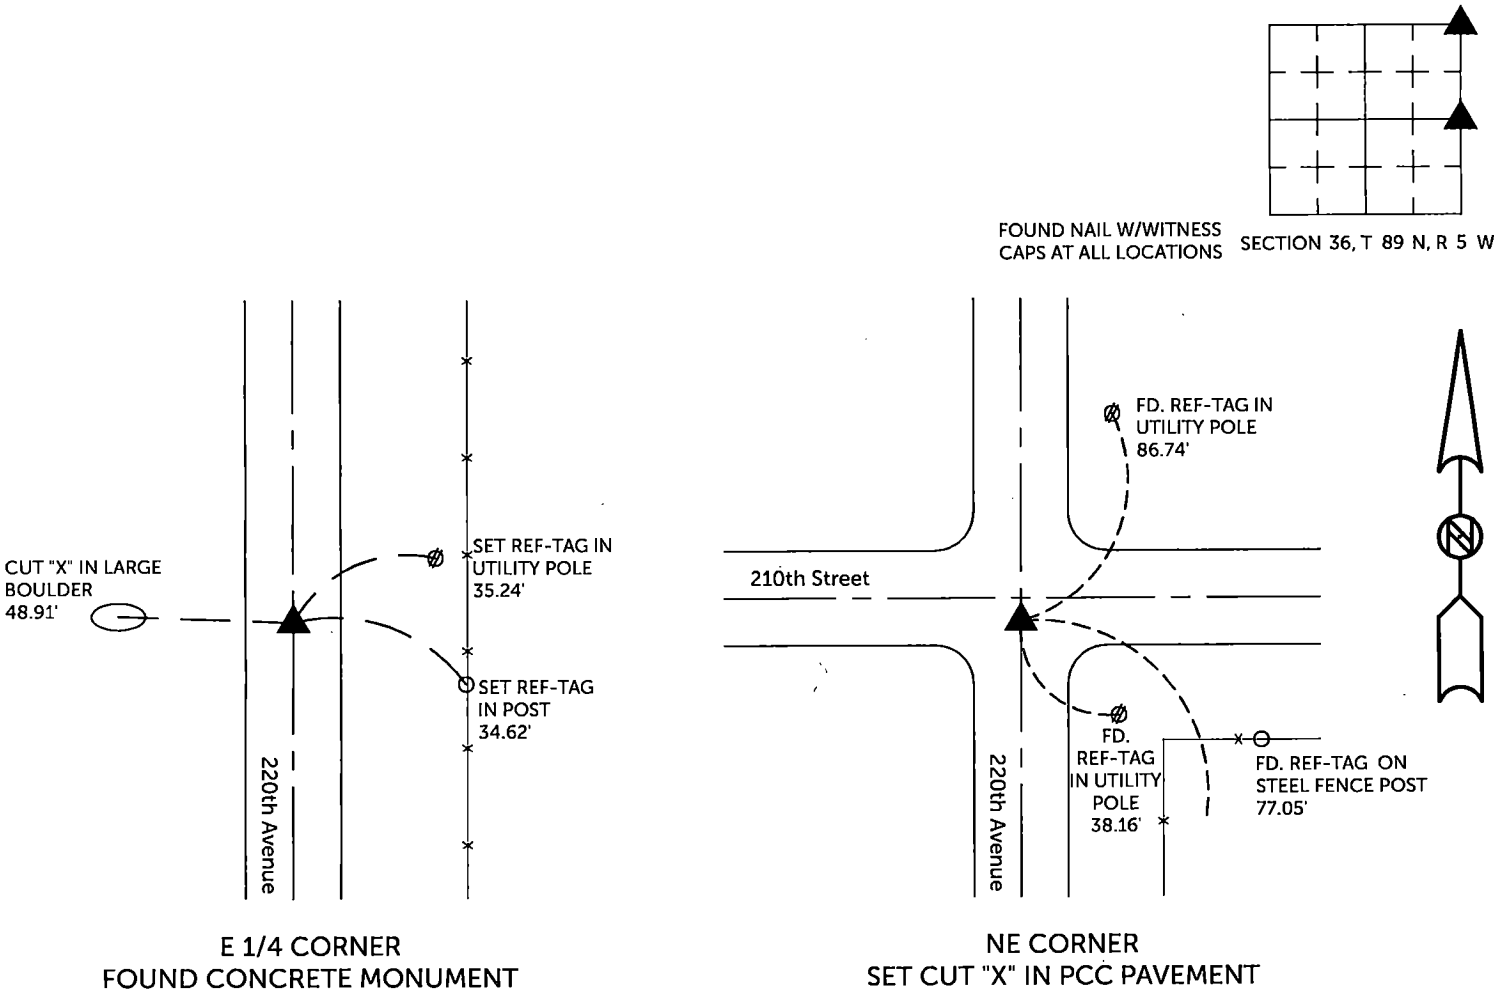 FOUND NAIL W/WITNESS
CAPS AT ALL LOCATIONS
SECTION 36, T 89 N, R 5 W
CUT "X" IN LARGE
BOULDER
48.91'
SET REF-TAG IN
UTILITY POLE
35.24'
SET REF-TAG
IN POST
34.62'
220th Avenue
E 1/4 CORNER
FOUND CONCRETE MONUMENT
FD. REF-TAG IN
UTILITY POLE
86.74'
210th Street
FD.
REF-TAG
IN UTILITY
POLE
38.16'
FD. REF-TAG ON
STEEL FENCE POST
77.05'
220th Avenue
NE CORNER
SET CUT "X" IN PCC PAVEMENT
N